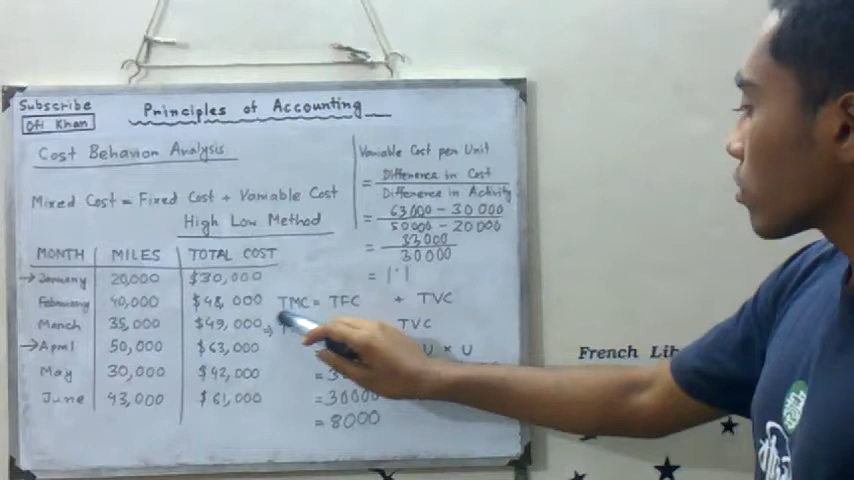 Subscribe
Principles of Accounting
Ofi Khan
Cost Behavior Analysis
Mixed Cost = Fixed Cost + Variable Cost
High Low Method
MONTH MILES TOTAL COST
January 20,000 $30,000
February 40,000 $48,000
March 35,000 $49,000
April 50,000 $63,000
May 30,000 $42,000
June 43,000 $61,000
Variable Cost per Unit
= Difference in Cost
Difference in Activity
= 63000 - 30000
50000 - 20000
= 33000
30000
= 1.1
TMC = TFC + TVC
TVC
U × U
= 30000
= 8000
French Lib